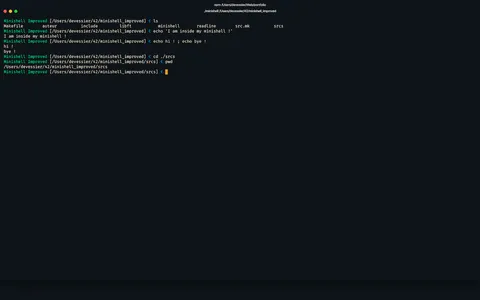 Minishell Improved [/Users/devessier/42/minishell_improved] $ ls
Makefile auteur include libft minishell readline src.mk srcs
Minishell Improved [/Users/devessier/42/minishell_improved] $ echo 'I am inside my minishell !'
I am inside my minishell !
Minishell Improved [/Users/devessier/42/minishell_improved] $ echo hi ! ; echo bye !
hi !
bye !
Minishell Improved [/Users/devessier/42/minishell_improved] $ cd ./srcs
Minishell Improved [/Users/devessier/42/minishell_improved/srcs] $ pwd
/Users/devessier/42/minishell_improved/srcs
Minishell Improved [/Users/devessier/42/minishell_improved/srcs] $